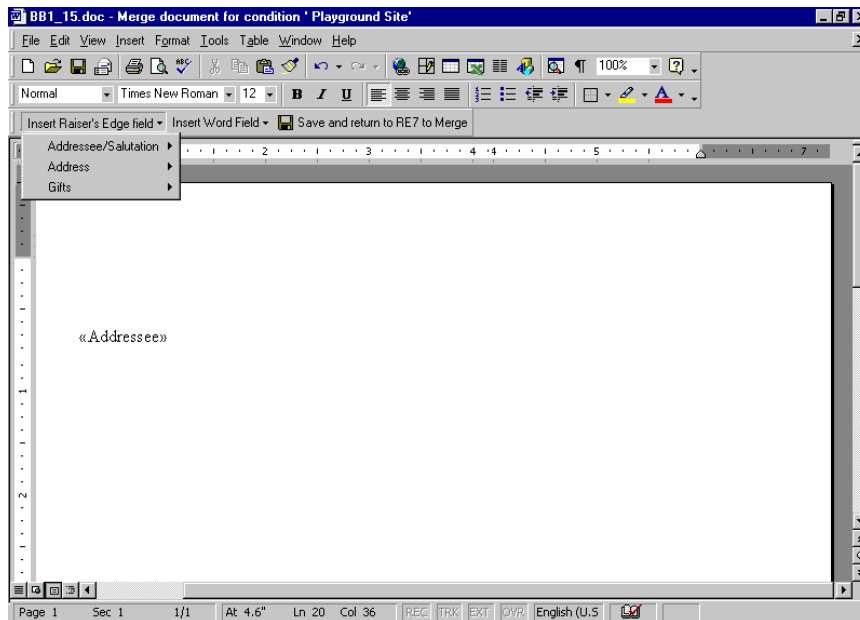 BB1_15.doc - Merge document for condition ' Playground Site'
File Edit View Insert Format Tools Table Window Help
100%
Normal Times New Roman 12 B I U A
Insert Raiser's Edge field Insert Word Field Save and return to RE7 to Merge
Addressee/Salutation
Address
Gifts
2 3 4 4 5 7
«Addressee»
1
2
Page 1 Sec 1 1/1 At 4.6" Ln 20 Col 36 REC TRK EXT OVR English (U.S